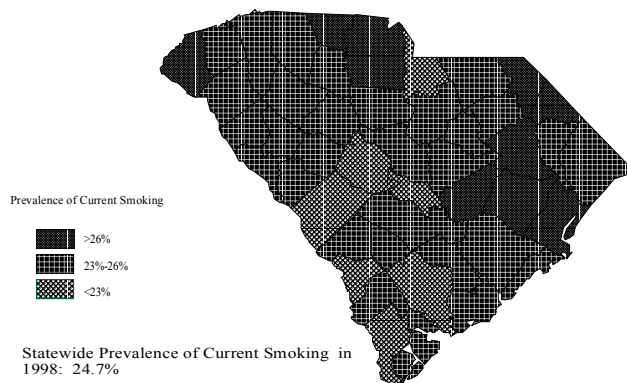 Prevalence of Current Smoking
>26%
23%-26%
<23%
Statewide Prevalence of Current Smoking in
1998: 24.7%